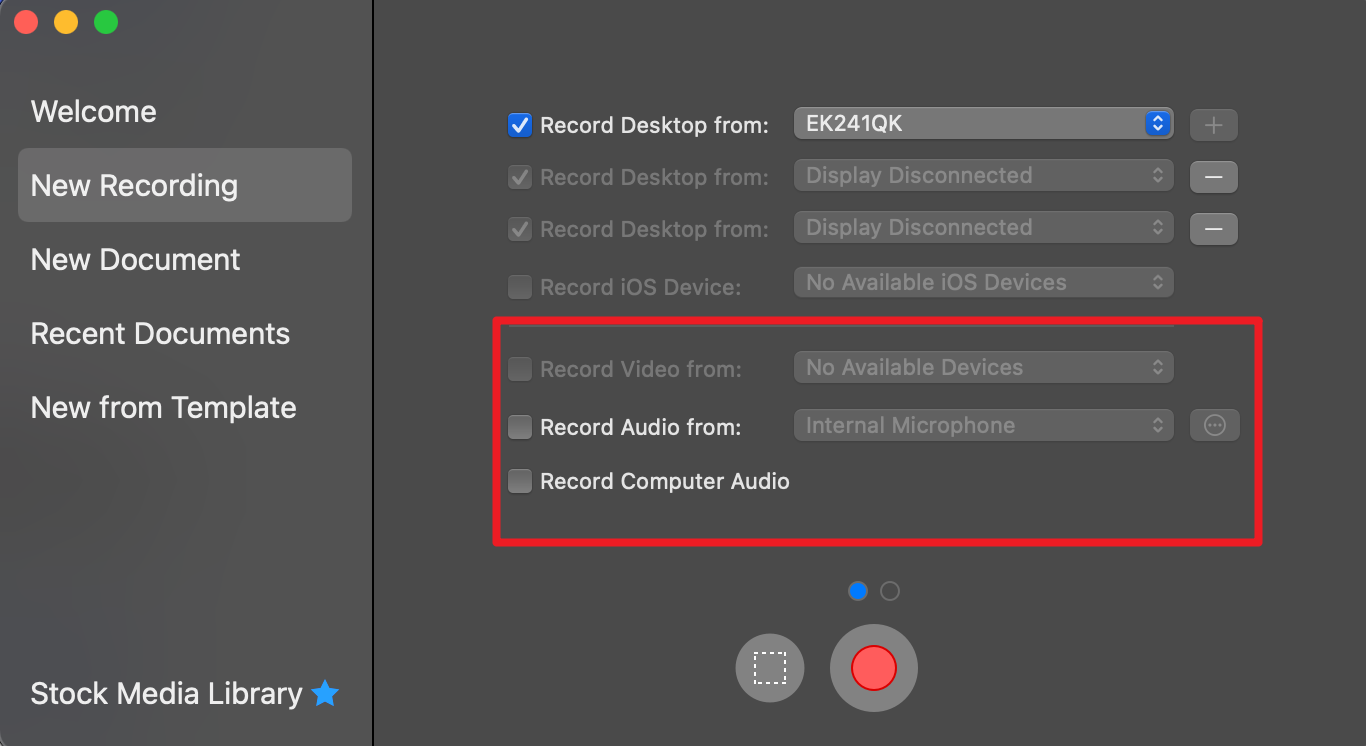 Welcome
New Recording
New Document
Recent Documents
New from Template
Stock Media Library
Record Desktop from: EK241QK
Record Desktop from: Display Disconnected
Record Desktop from: Display Disconnected
Record iOS Device: No Available iOS Devices
Record Video from: No Available Devices
Record Audio from: Internal Microphone
Record Computer Audio